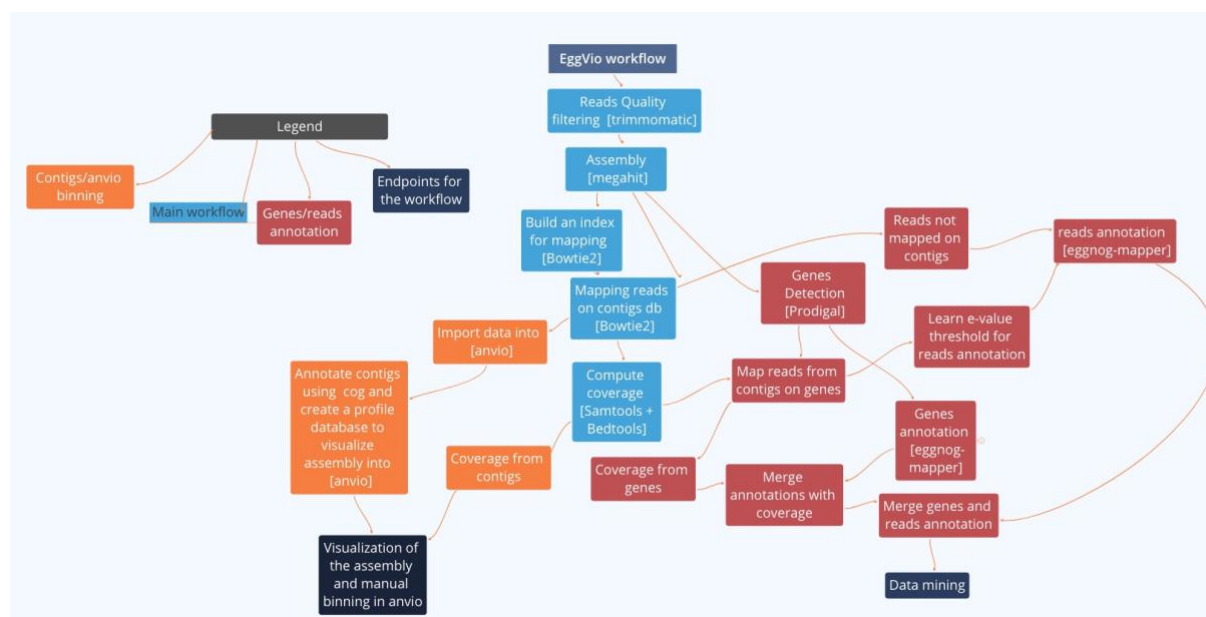 EggVio workflow
Reads Quality
filtering [trimmomatic]
Legend
Assembly
[megahit]
Contigs/anvio
binning
Endpoints for
the workflow
Main workflow
Genes/reads
annotation
Build an index
for mapping
[Bowtie2]
Reads not
mapped on
contigs
reads annotation
[eggnog-mapper]
Genes
Detection
[Prodigal]
Mapping reads
on contigs db
[Bowtie2]
Learn e-value
threshold for
reads annotation
Import data into
[anvio]
Annotate contigs
using cog and
create a profile
database to
visualize
assembly into
[anvio]
Compute
coverage
[Samtools +
Bedtools]
Map reads from
contigs on genes
Genes
annotation
[eggnog-
mapper]
Coverage from
contigs
Coverage from
genes
Merge
annotations with
coverage
Merge genes and
reads annotation
Visualization of
the assembly
and manual
binning in anvio
Data mining